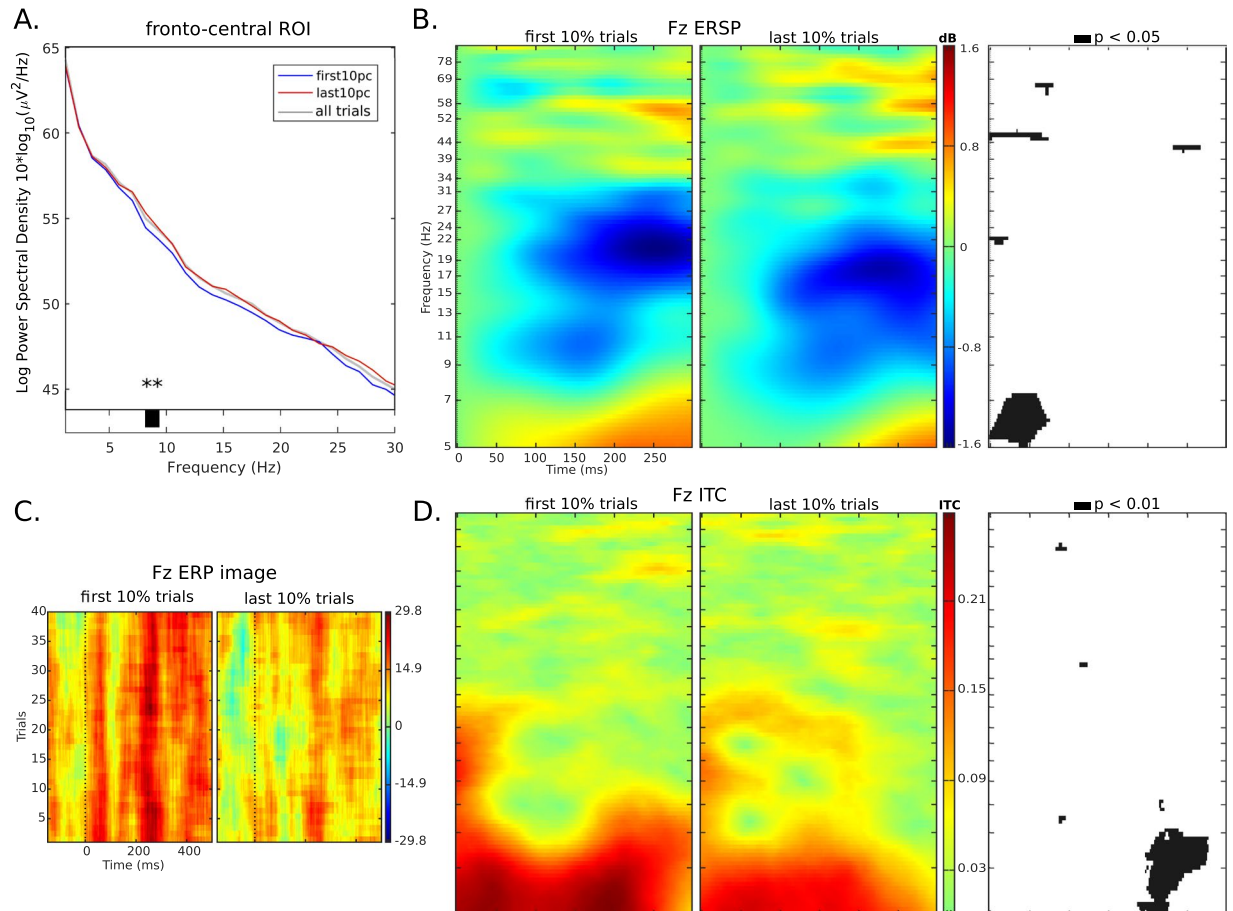 A.
fronto-central ROI
65
60
55
50
45
Log Power Spectral Density 10*log10(μV2/Hz)
first10pc
last10pc
all trials
**
5 10 15 20 25 30
Frequency (Hz)
B.
Fz ERSP
first 10% trials last 10% trials dB p < 0.05
78
69
58
52
44
39
34
31
27
24
22
19
17
15
13
11
9
7
5
Frequency (Hz)
0 50 100 150 200 250
Time (ms)
1.6
0.8
0
-0.8
-1.6
C.
Fz ERP image
first 10% trials last 10% trials
40
35
30
25
20
15
10
5
Trials
0 200 400
Time (ms)
29.8
14.9
0
-14.9
-29.8
D.
Fz ITC
first 10% trials last 10% trials ITC p < 0.01
0.21
0.15
0.09
0.03